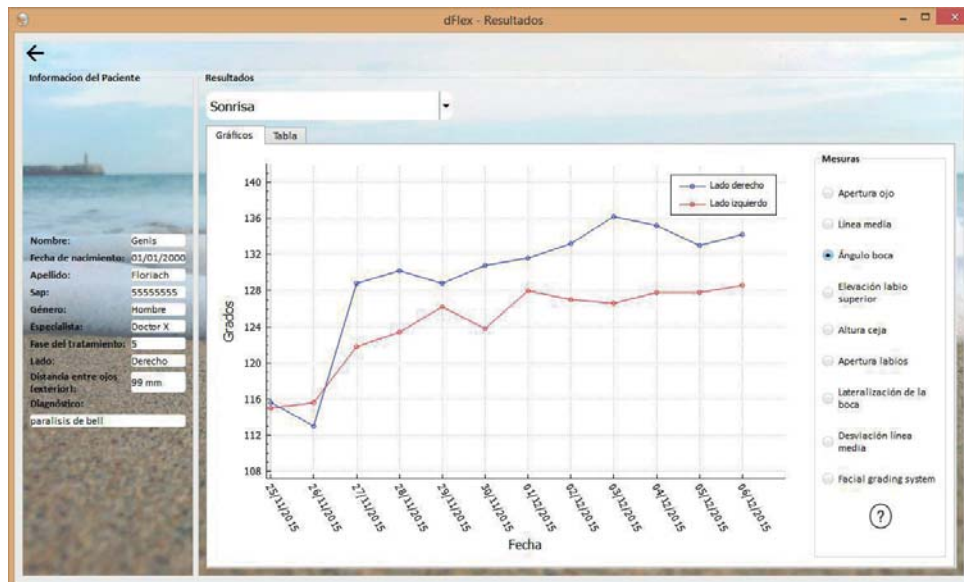 dFlex - Resultados
Informacion del Paciente
Nombre: Genis
Fecha de nacimiento: 01/01/2000
Apellido: Floriach
Sap: 55555555
Género: Hombre
Especialista: Doctor X
Fase del tratamiento: 5
Lado: Derecho
Distancia entre ojos
(exterior): 99 mm
Diagnóstico:
paralisis de bell
Resultados
Sonrisa
Gráficos Tabla
Grados
140
136
132
128
124
120
116
112
108
Lado derecho
Lado izquierdo
25/11/2015
26/11/2015
27/11/2015
28/11/2015
29/11/2015
30/11/2015
01/12/2015
02/12/2015
03/12/2015
04/12/2015
05/12/2015
06/12/2015
Fecha
Mesuras
Apertura ojo
Línea media
Ángulo boca
Elevación labio
superior
Altura ceja
Apertura labios
Lateralización de la
boca
Desviación línea
media
Facial grading system
?